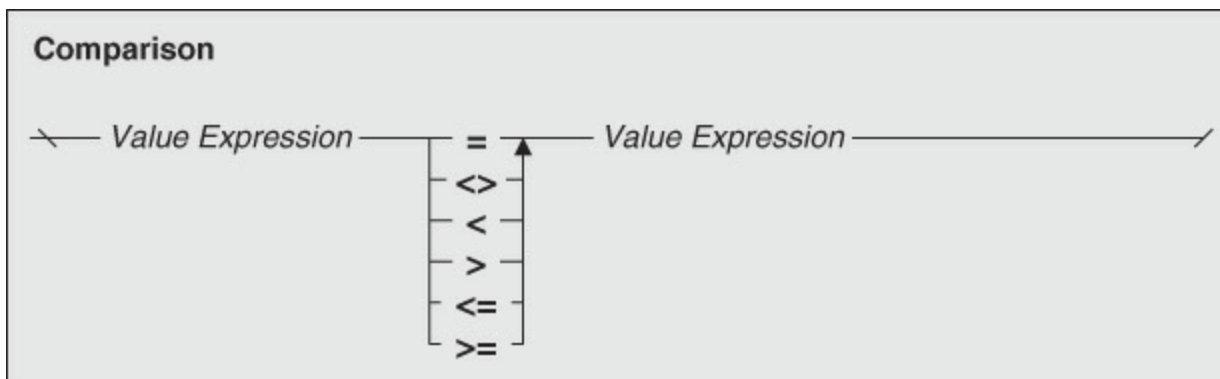 Comparison
Value Expression = Value Expression
<>
<
>
<=
>=